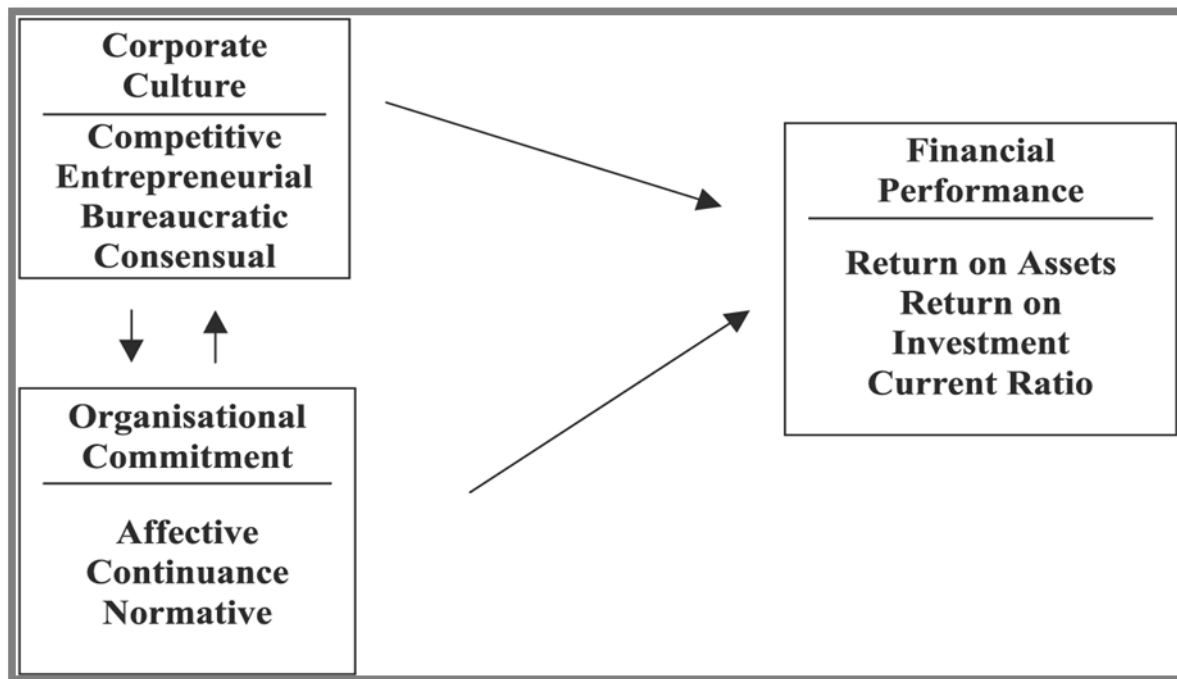 Corporate
Culture
Competitive
Entrepreneurial
Bureaucratic
Consensual
Organisational
Commitment
Affective
Continuance
Normative
Financial
Performance
Return on Assets
Return on
Investment
Current Ratio